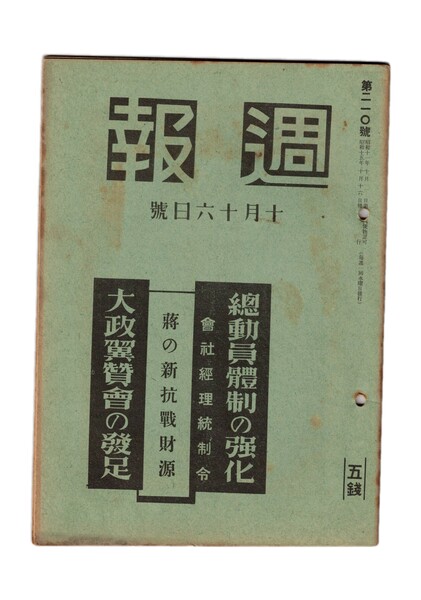 週報
十月十六日號
總動員體制の强化
會社經理統制令
蔣の新抗戰財源
大政翼贊會の發足
第二一〇號
五錢